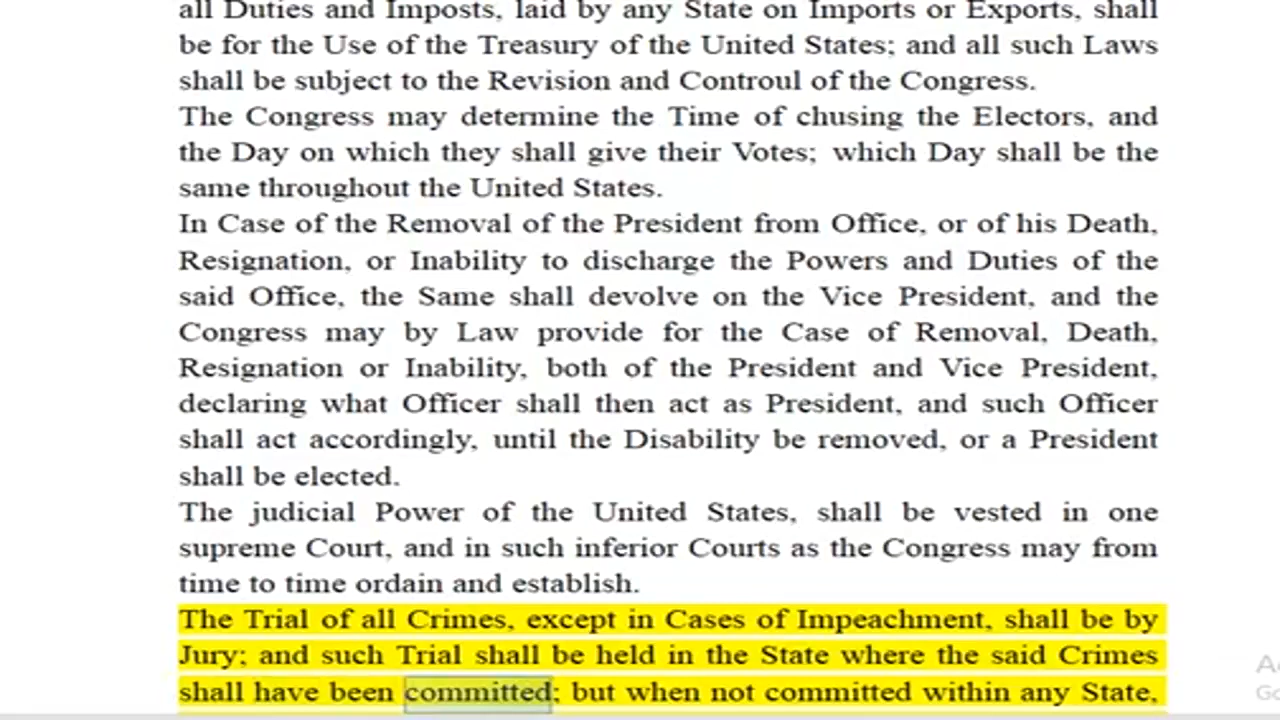 all Duties and Imposts, laid by any State on Imports or Exports, shall
be for the Use of the Treasury of the United States; and all such Laws
shall be subject to the Revision and Controul of the Congress.
The Congress may determine the Time of chusing the Electors, and
the Day on which they shall give their Votes; which Day shall be the
same throughout the United States.
In Case of the Removal of the President from Office, or of his Death,
Resignation, or Inability to discharge the Powers and Duties of the
said Office, the Same shall devolve on the Vice President, and the
Congress may by Law provide for the Case of Removal, Death,
Resignation or Inability, both of the President and Vice President,
declaring what Officer shall then act as President, and such Officer
shall act accordingly, until the Disability be removed, or a President
shall be elected.
The judicial Power of the United States, shall be vested in one
supreme Court, and in such inferior Courts as the Congress may from
time to time ordain and establish.
The Trial of all Crimes, except in Cases of Impeachment, shall be by
Jury; and such Trial shall be held in the State where the said Crimes
shall have been committed; but when not committed within any State,